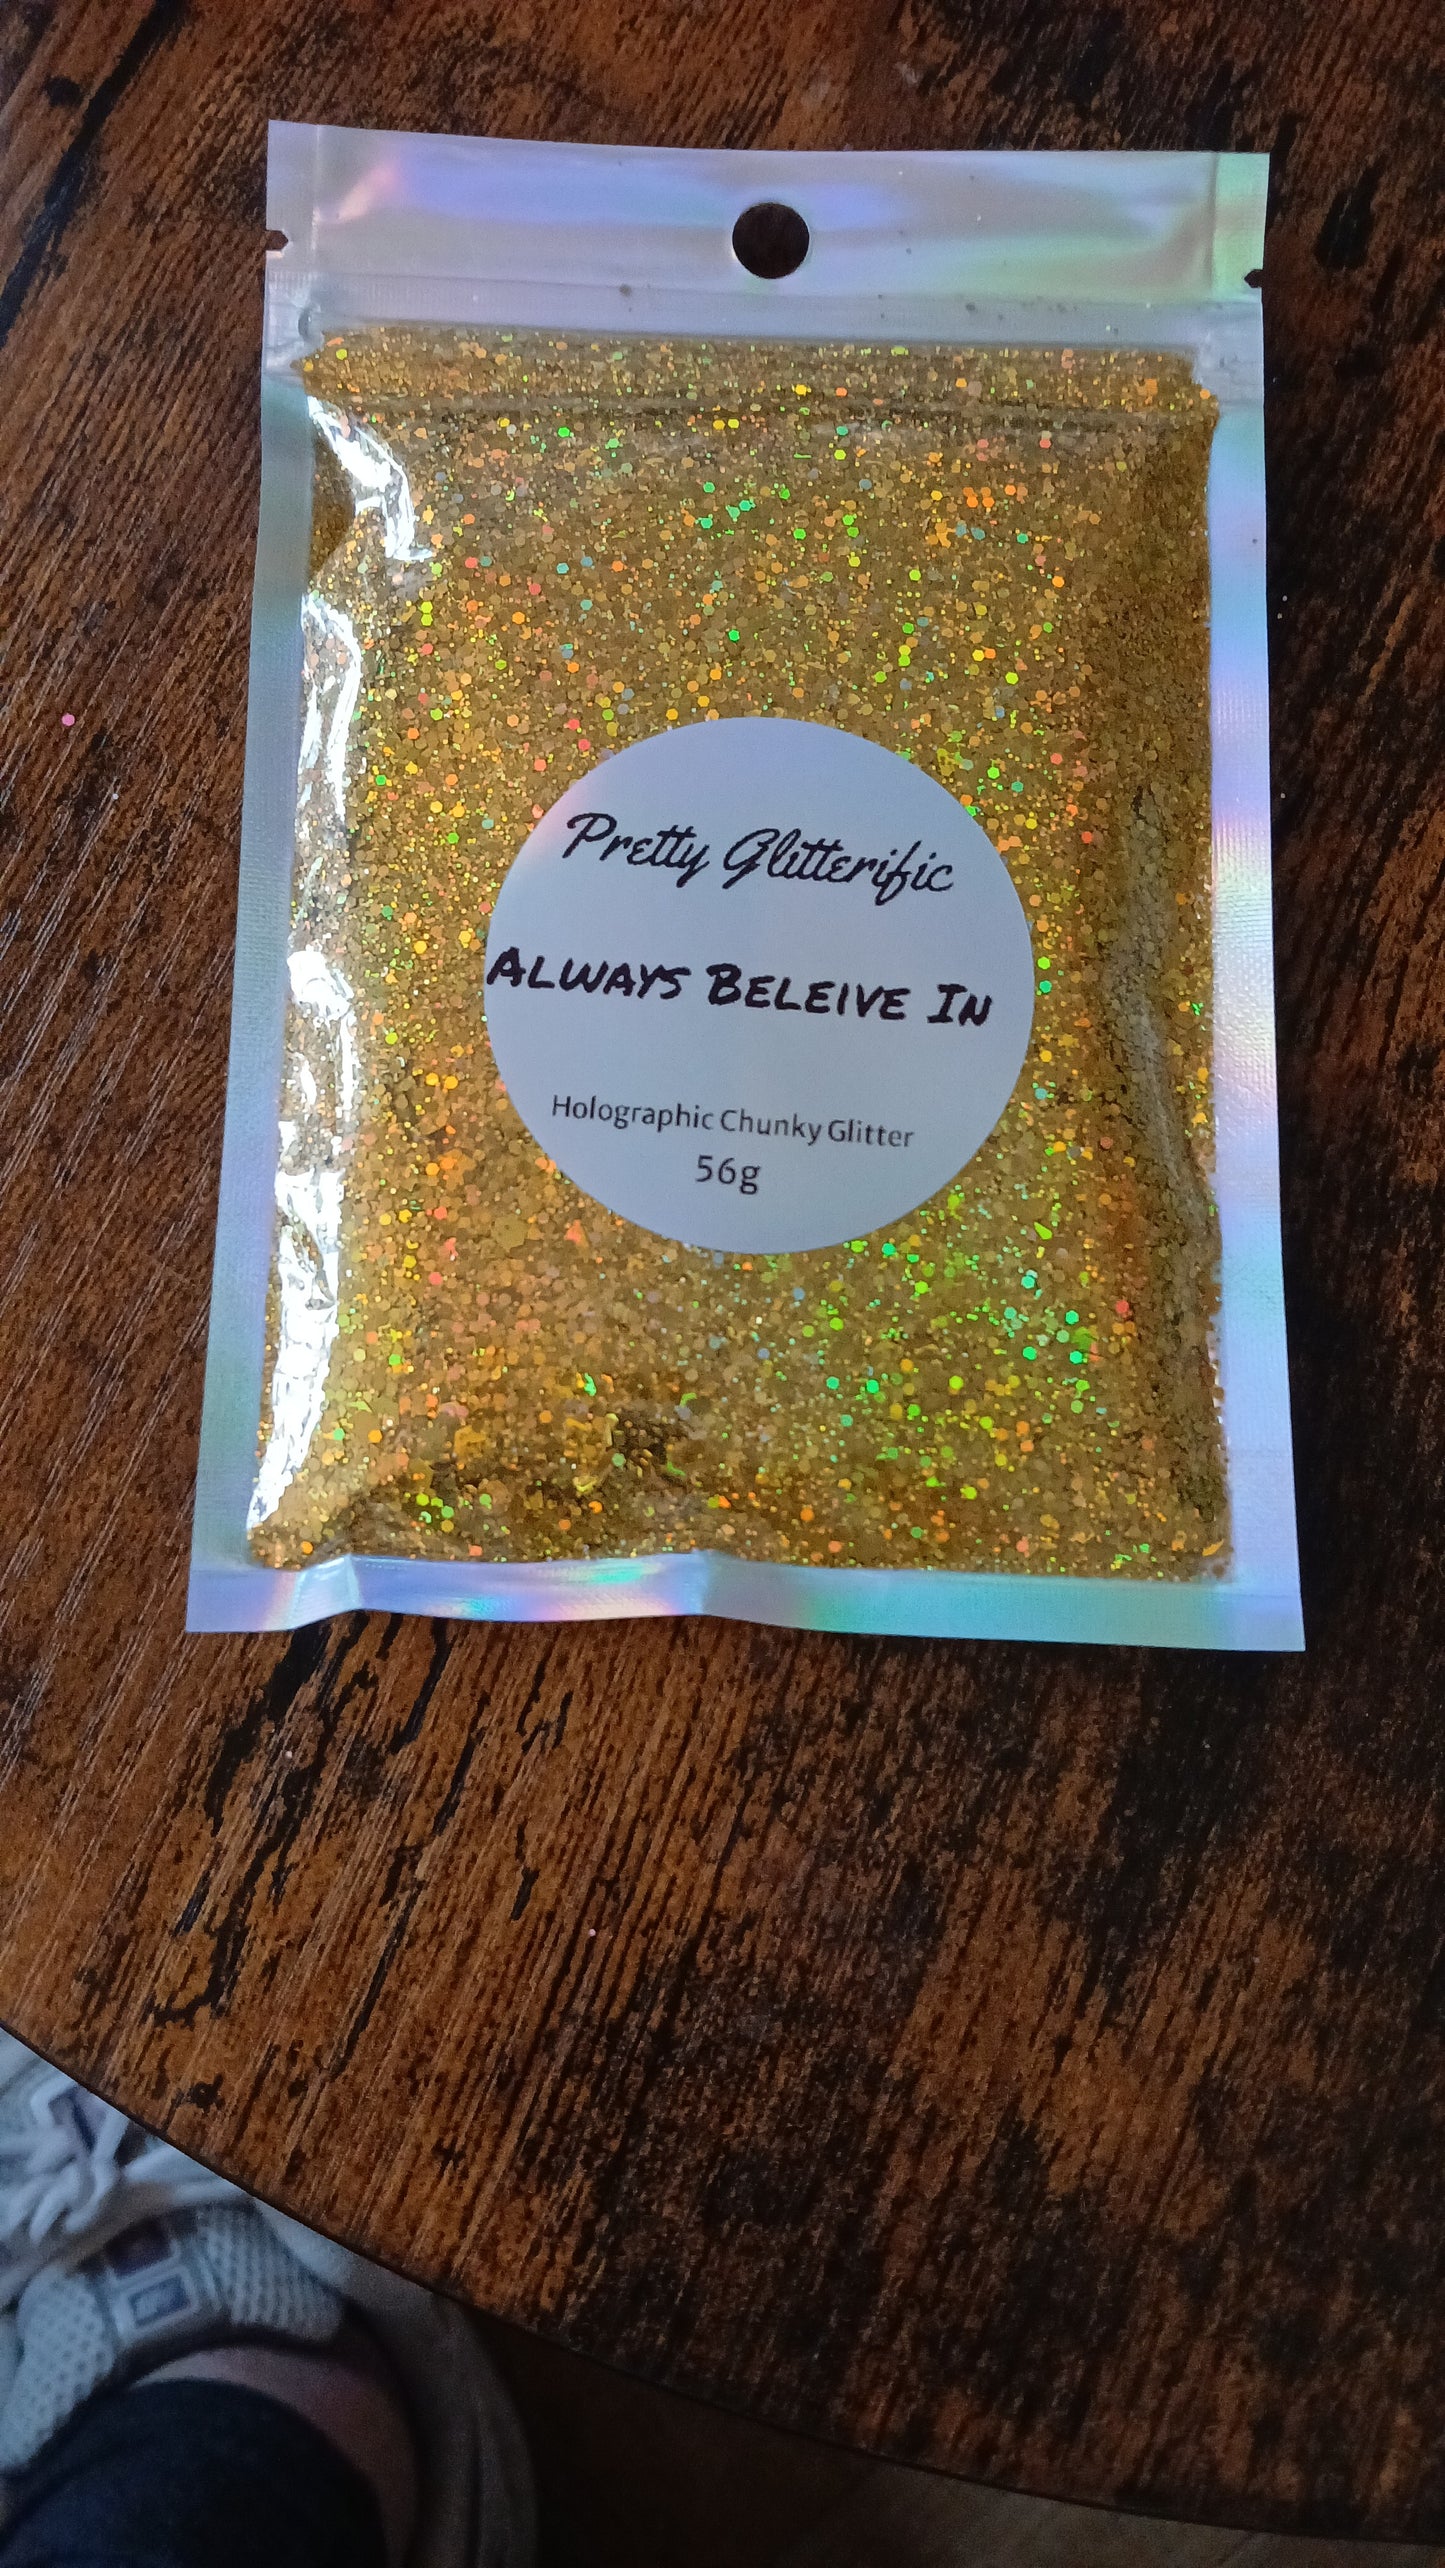 Pretty Glitterific
Always Beleive In
Holographic Chunky Glitter
56g